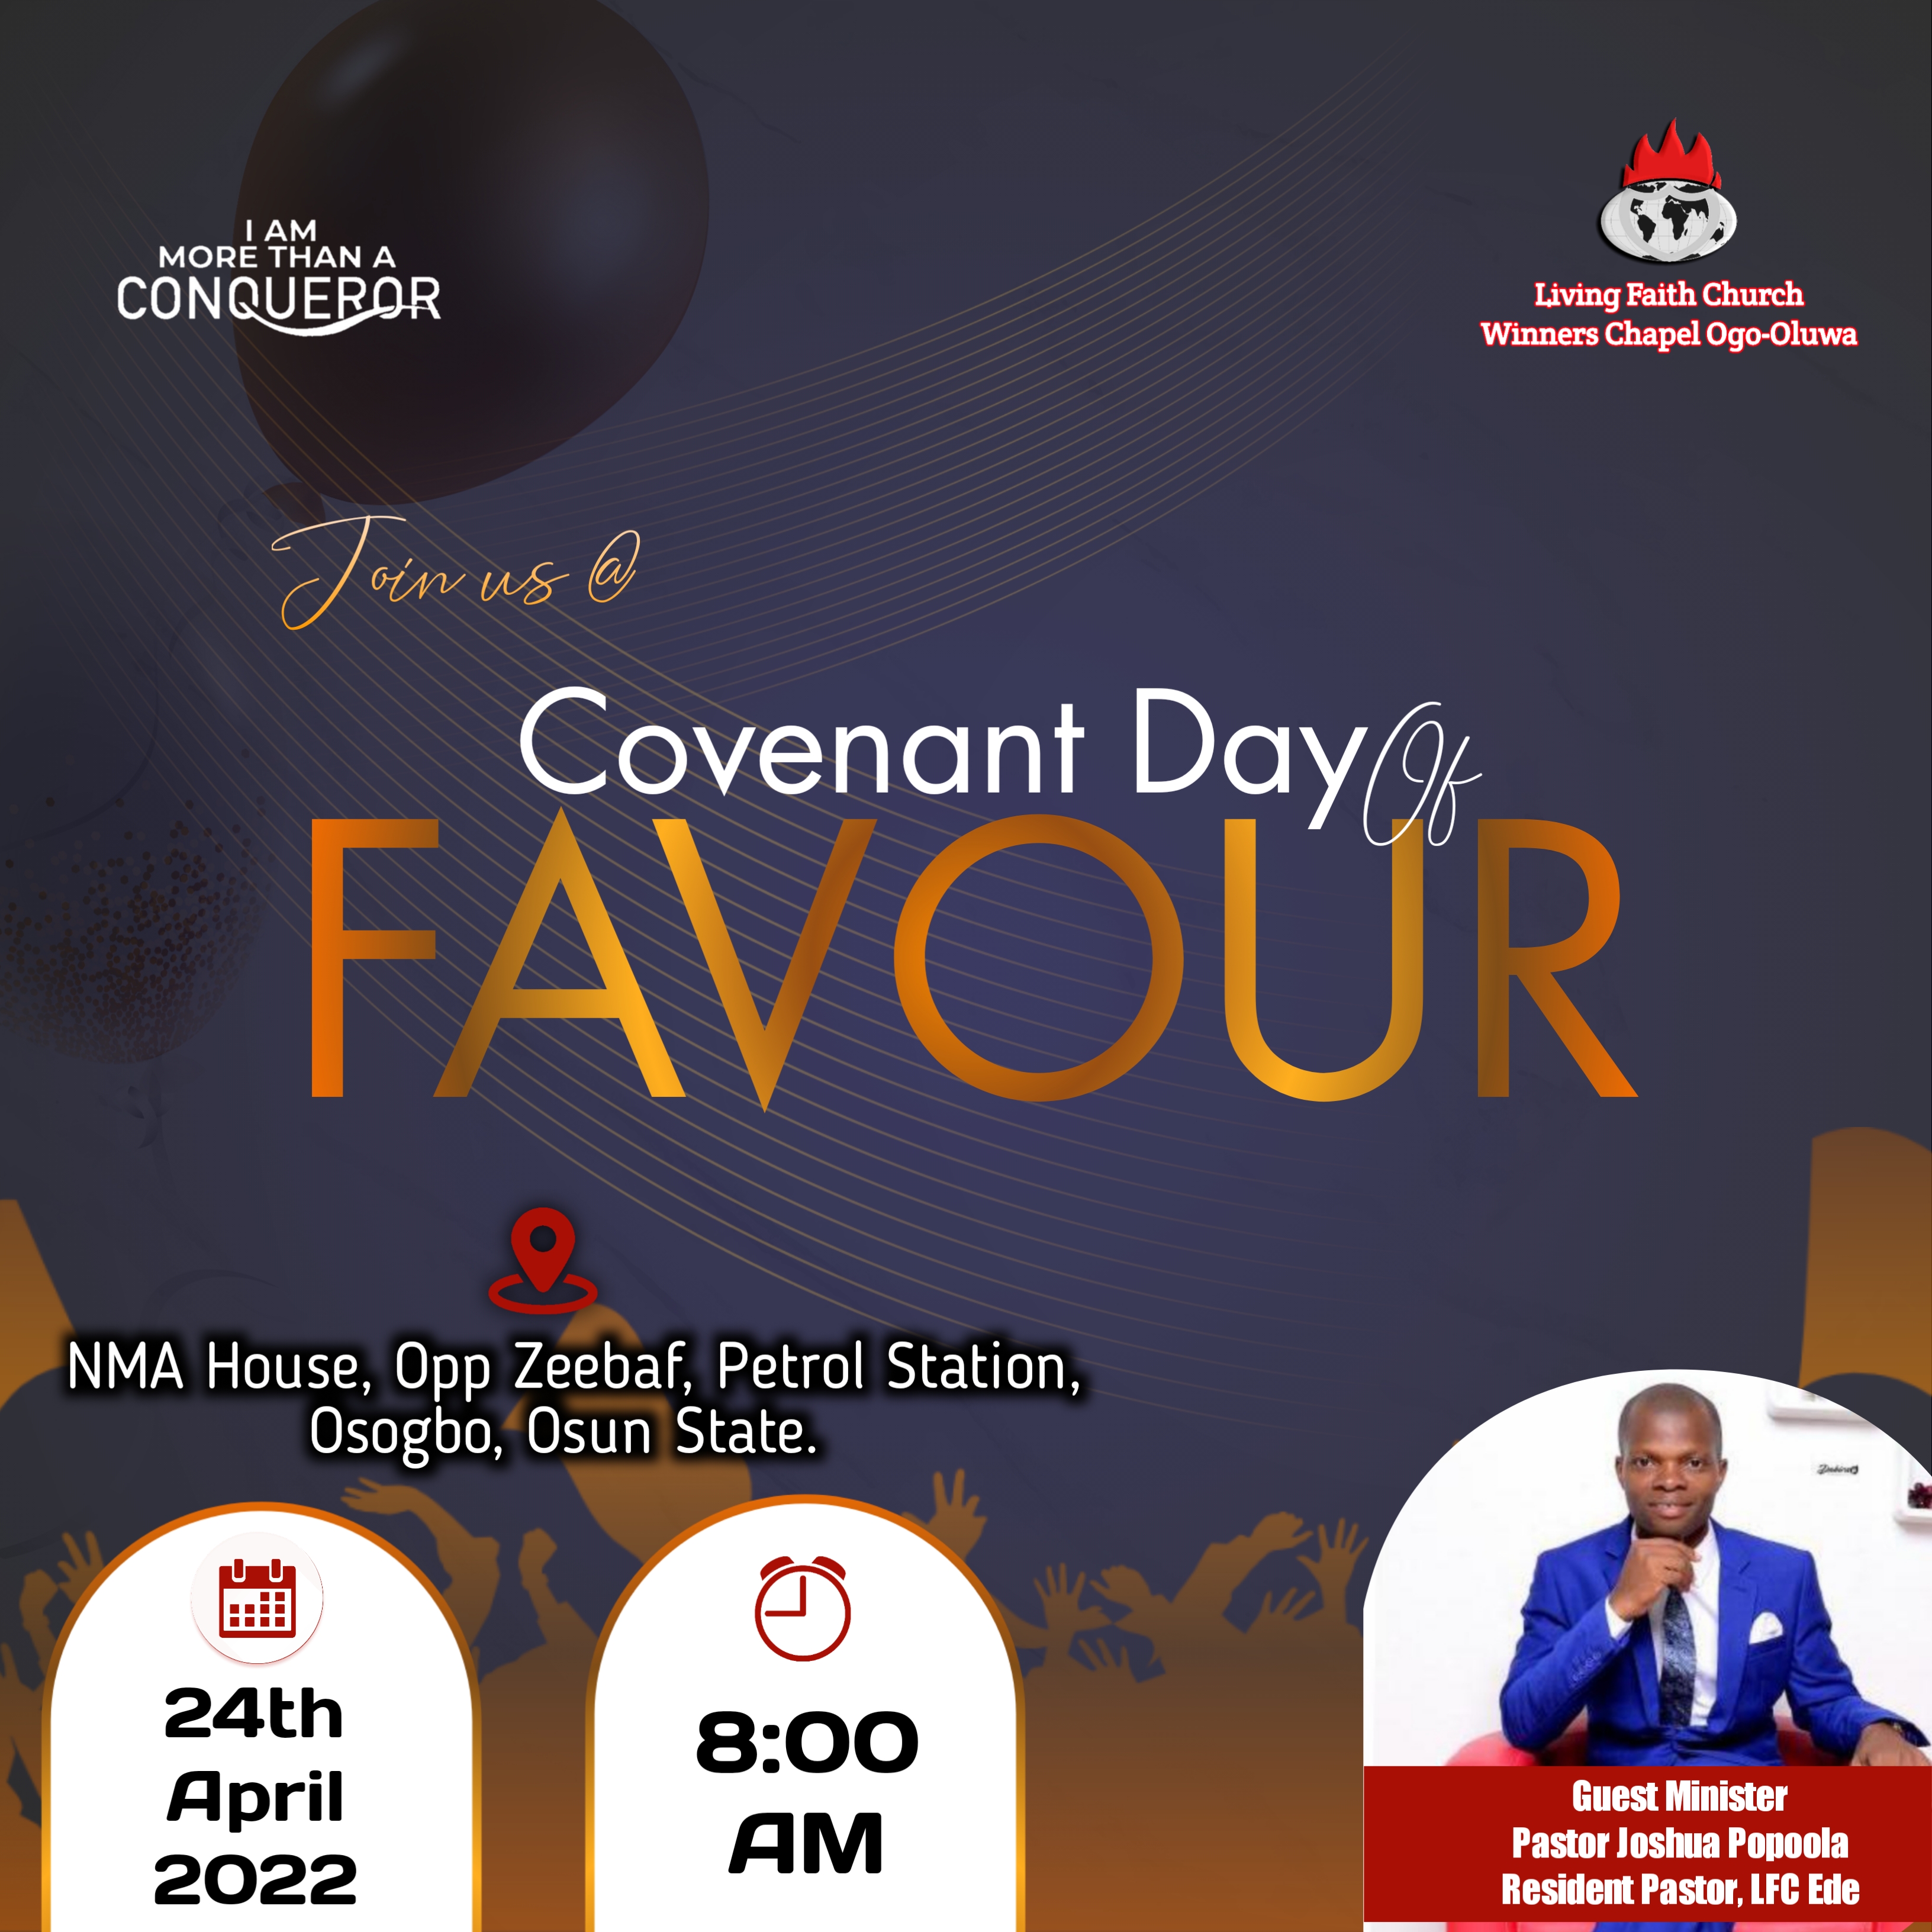 I AM
MORE THAN A
CONQUEROR
Living Faith Church
Winners Chapel Ogo-Oluwa
Join us @
Covenant Day Of
FAVOUR
NMA House, Opp Zeebaf, Petrol Station,
Osogbo, Osun State.
24th
April
2022
8:00
AM
Guest Minister
Pastor Joshua Popoola
Resident Pastor, LFC Ede